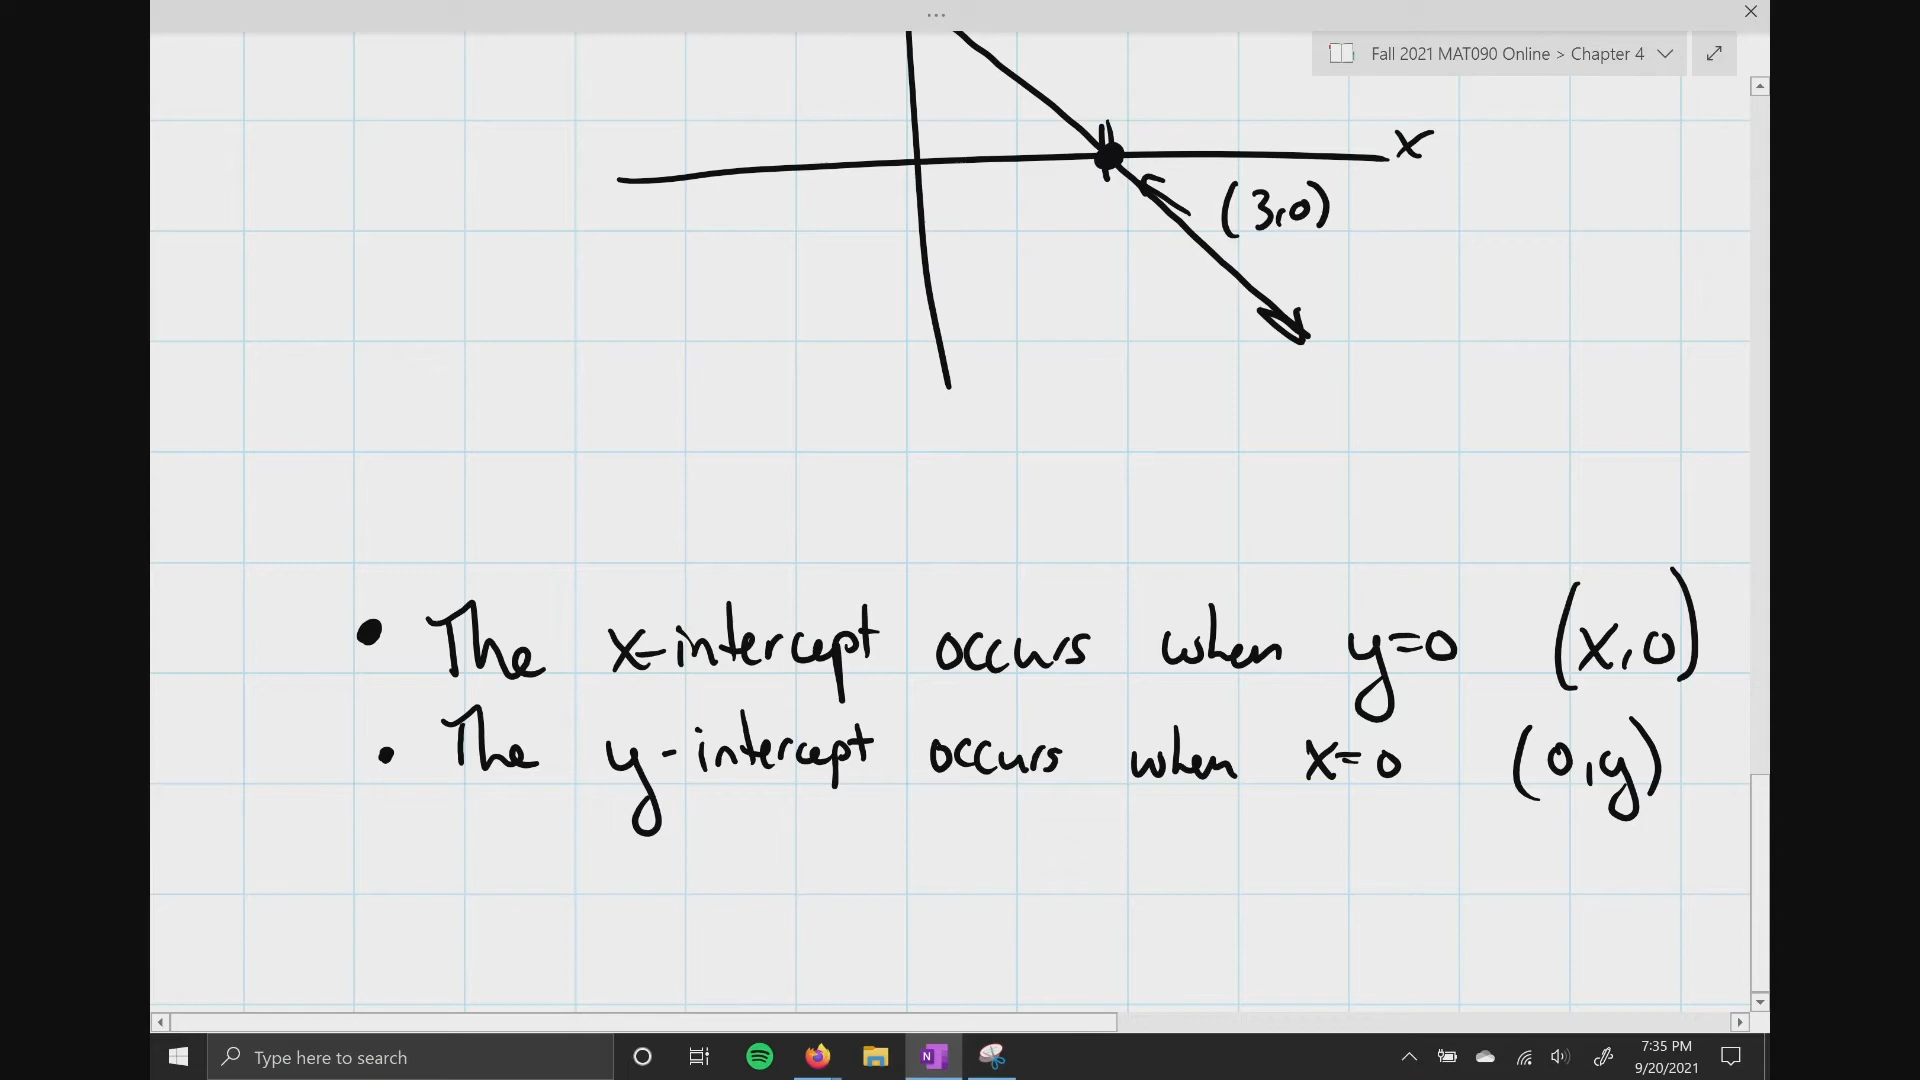 ...
Fall 2021 MAT090 Online > Chapter 4
x
(3,0)
• The x-intercept occurs when y=0 (x,0)
• The y-intercept occurs when x=0 (0,y)
Type here to search
N
7:35 PM
9/20/2021